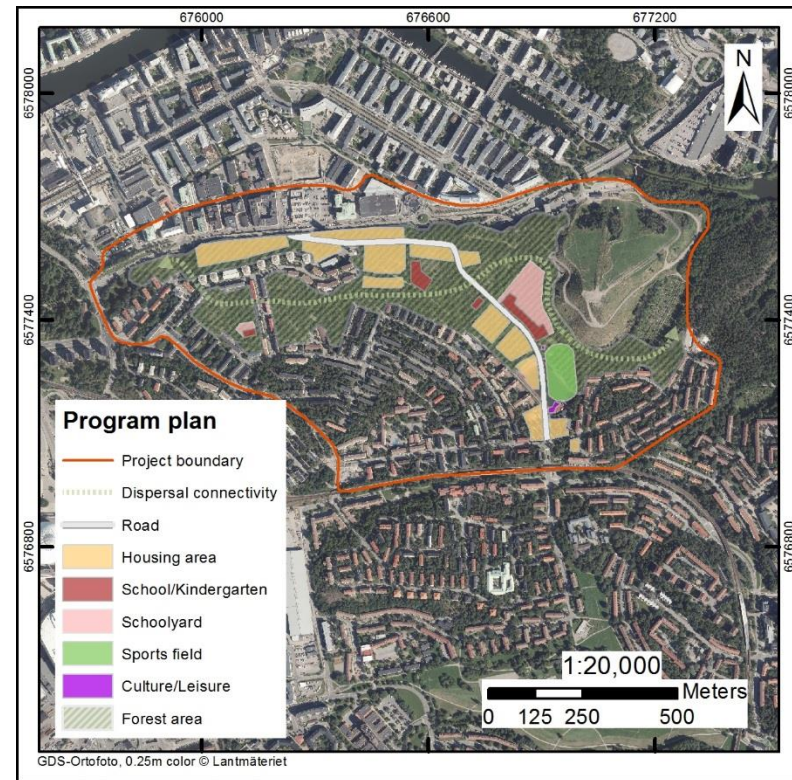 676000 676600 677200
6578000 6578000
N
6577400 6577400
Program plan
Project boundary
Dispersal connectivity
Road
Housing area
School/Kindergarten
Schoolyard
Sports field
Culture/Leisure
Forest area
6576800 6576800
1:20,000
Meters
0 125 250 500
GDS-Ortofoto, 0.25m color © Lantmäteriet